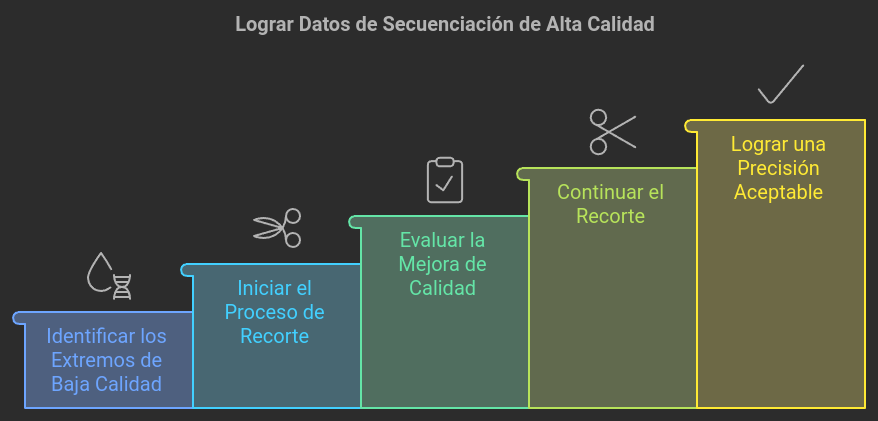 Lograr Datos de Secuenciación de Alta Calidad
Identificar los
Extremos de
Baja Calidad
Iniciar el
Proceso de
Recorte
Evaluar la
Mejora de
Calidad
Continuar el
Recorte
Lograr una
Precisión
Aceptable